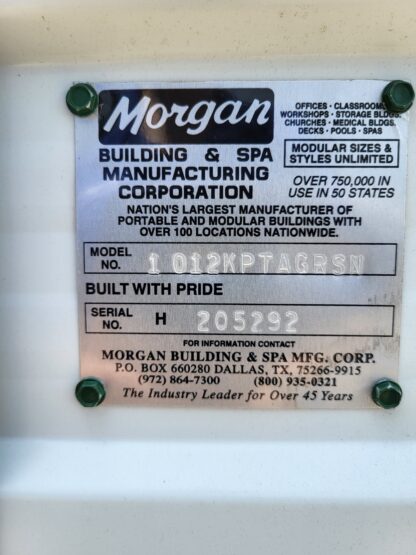 Morgan
OFFICES · CLASSROOMS
WORKSHOPS · STORAGE BLDGS.
CHURCHES · MEDICAL BLDGS.
DECKS · POOLS · SPAS
MODULAR SIZES &
STYLES UNLIMITED
BUILDING & SPA
MANUFACTURING
CORPORATION
OVER 750,000 IN
USE IN 50 STATES
NATION'S LARGEST MANUFACTURER OF
PORTABLE AND MODULAR BUILDINGS WITH
OVER 100 LOCATIONS NATIONWIDE.
MODEL
NO.
1 012KPTAGRSN
BUILT WITH PRIDE
SERIAL
NO.
H 205292
FOR INFORMATION CONTACT
MORGAN BUILDING & SPA MFG. CORP.
P.O. BOX 660280 DALLAS, TX, 75266-9915
(972) 864-7300 (800) 935-0321
The Industry Leader for Over 45 Years